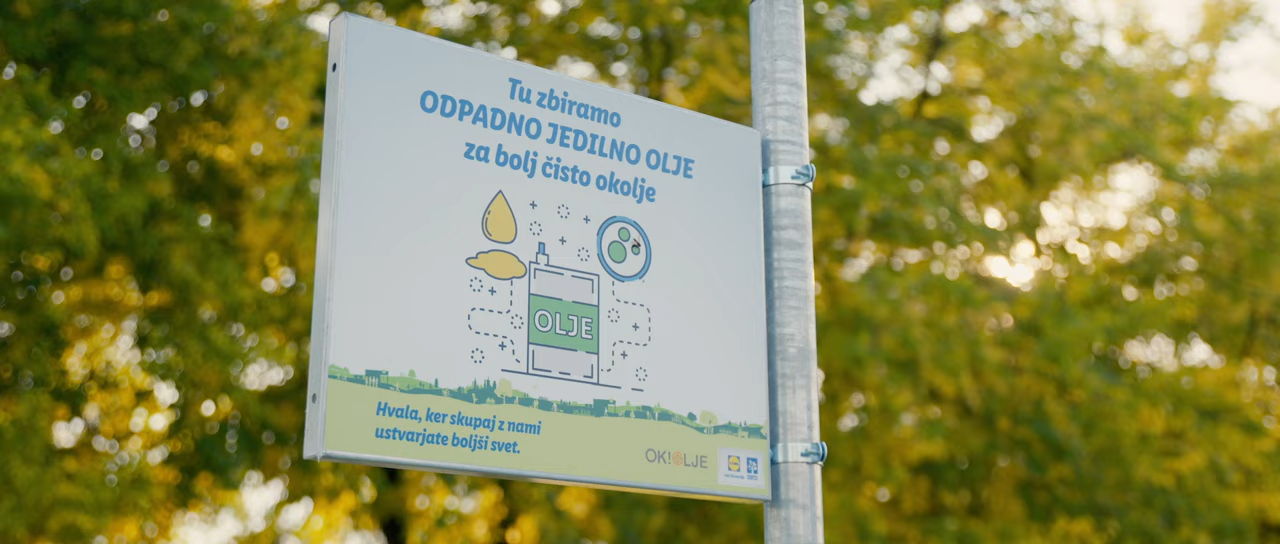 Tu zbiramo
ODPADNO JEDILNO OLJE
za bolj čisto okolje
OLJE
Hvala, ker skupaj z nami
ustvarjate boljši svet.
OK!OLJE